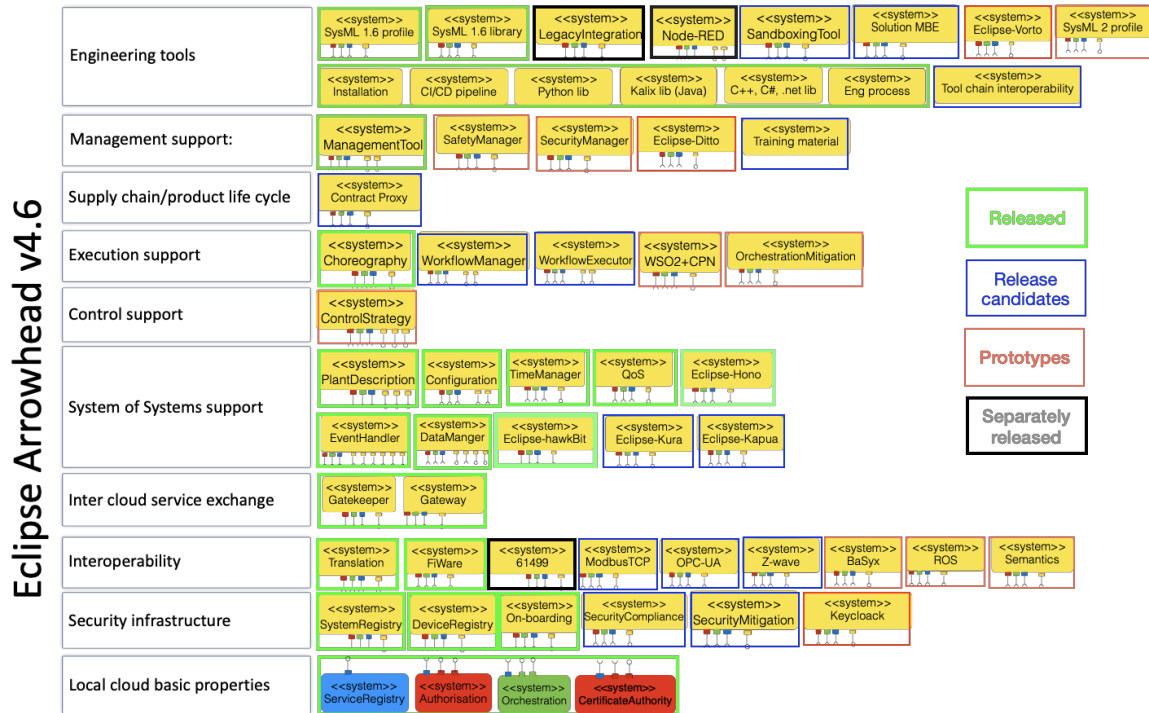 Eclipse Arrowhead v4.6
Engineering tools
<<system>>
SysML 1.6 profile
<<system>>
SysML 1.6 library
<<system>>
LegacyIntegration
<<system>>
Node-RED
<<system>>
SandboxingTool
<<system>>
Solution MBE
<<system>>
Eclipse-Vorto
<<system>>
SysML 2 profile
<<system>>
Installation
<<system>>
CI/CD pipeline
<<system>>
Python lib
<<system>>
Kalix lib (Java)
<<system>>
C++, C#, .net lib
<<system>>
Eng process
<<system>>
Tool chain interoperability
Management support:
<<system>>
ManagementTool
<<system>>
SafetyManager
<<system>>
SecurityManager
<<system>>
Eclipse-Ditto
<<system>>
Training material
Supply chain/product life cycle
<<system>>
Contract Proxy
Execution support
<<system>>
Choreography
<<system>>
WorkflowManager
<<system>>
WorkflowExecutor
<<system>>
WSO2+CPN
<<system>>
OrchestrationMitigation
Control support
<<system>>
ControlStrategy
System of Systems support
<<system>>
PlantDescription
<<system>>
Configuration
<<system>>
TimeManager
<<system>>
QoS
<<system>>
Eclipse-Hono
<<system>>
EventHandler
<<system>>
DataManger
<<system>>
Eclipse-hawkBit
<<system>>
Eclipse-Kura
<<system>>
Eclipse-Kapua
Inter cloud service exchange
<<system>>
Gatekeeper
<<system>>
Gateway
Interoperability
<<system>>
Translation
<<system>>
FiWare
<<system>>
61499
<<system>>
ModbusTCP
<<system>>
OPC-UA
<<system>>
Z-wave
<<system>>
BaSyx
<<system>>
ROS
<<system>>
Semantics
Security infrastructure
<<system>>
SystemRegistry
<<system>>
DeviceRegistry
<<system>>
On-boarding
<<system>>
SecurityCompliance
<<system>>
SecurityMitigation
<<system>>
Keycloack
Local cloud basic properties
<<system>>
ServiceRegistry
<<system>>
Authorisation
<<system>>
Orchestration
<<system>>
CertificateAuthority
Released
Release
candidates
Prototypes
Separately
released